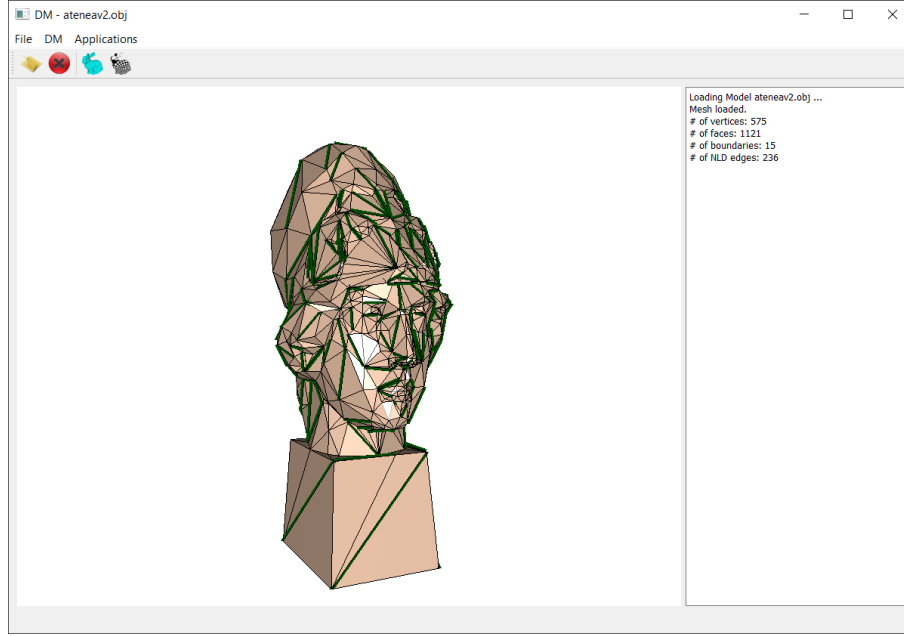 DM - ateneav2.obj
File DM Applications
Loading Model ateneav2.obj ...
Mesh loaded.
# of vertices: 575
# of faces: 1121
# of boundaries: 15
# of NLD edges: 236